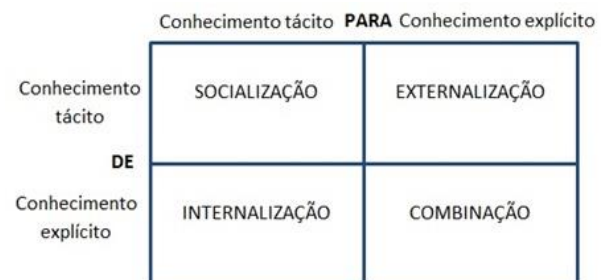 Conhecimento tácito PARA Conhecimento explícito
Conhecimento
tácito
SOCIALIZAÇÃO
EXTERNALIZAÇÃO
DE
Conhecimento
explícito
INTERNALIZAÇÃO
COMBINAÇÃO